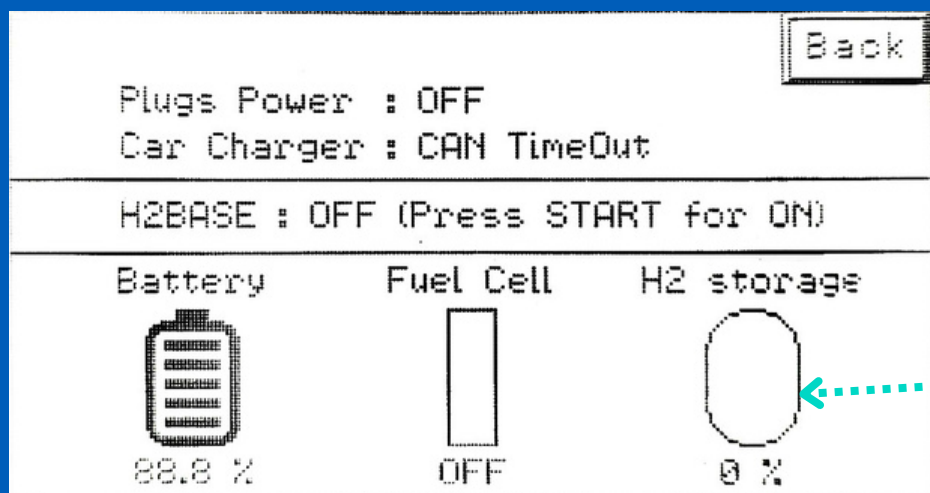 Back
Plugs Power : OFF
Car Charger : CAN TimeOut
H2BASE : OFF (Press START for ON)
Battery Fuel Cell H2 storage
88.8 % OFF 0 %